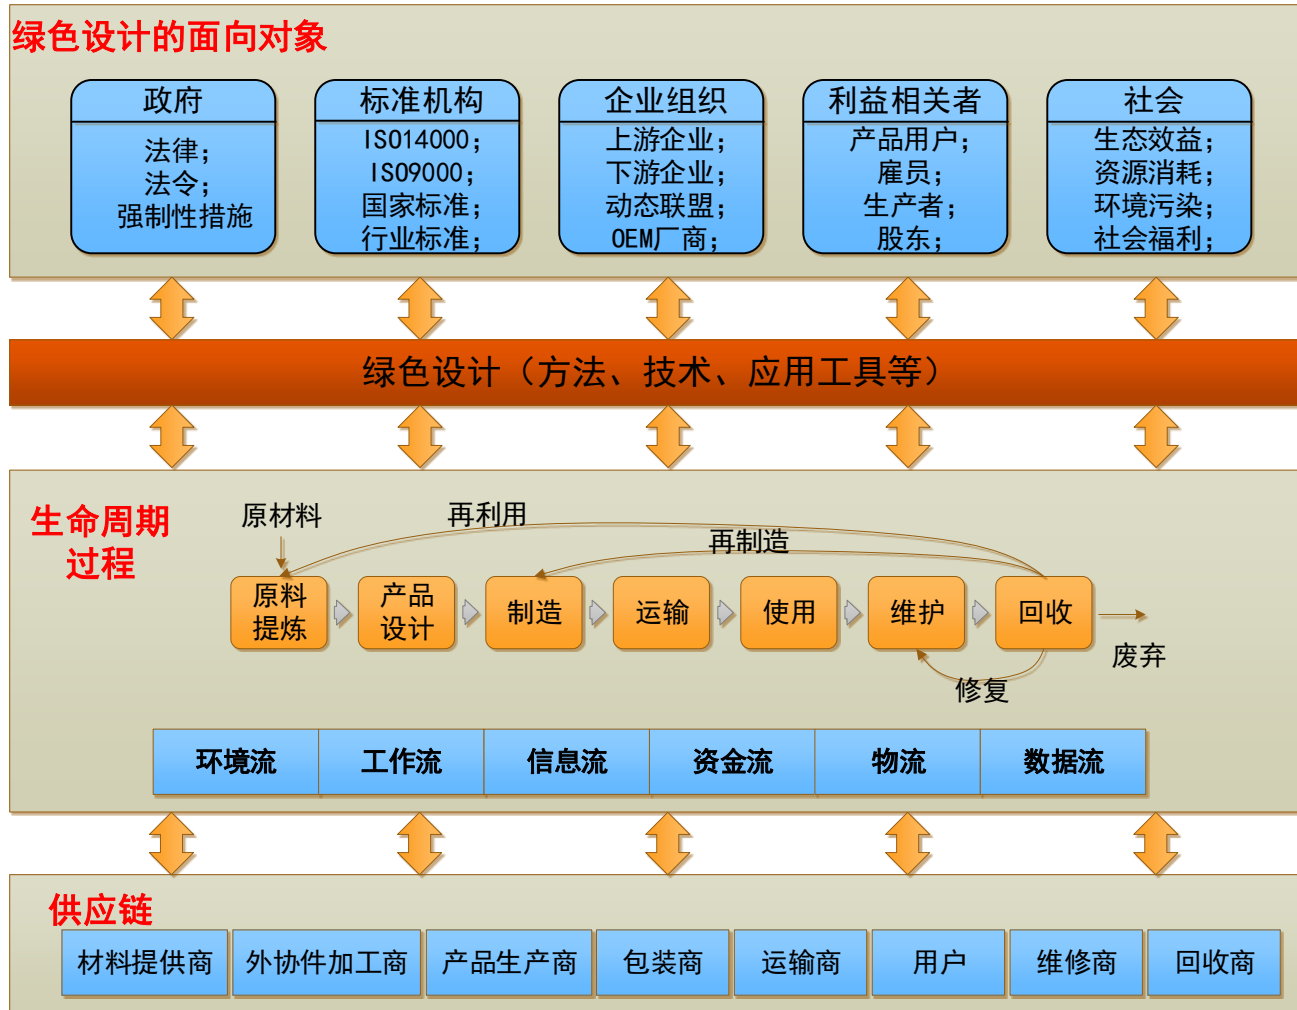 绿色设计的面向对象
政府
法律；
法令；
强制性措施
标准机构
ISO14000；
ISO9000；
国家标准；
行业标准；
企业组织
上游企业；
下游企业；
动态联盟；
OEM厂商；
利益相关者
产品用户；
雇员；
生产者；
股东；
社会
生态效益；
资源消耗；
环境污染；
社会福利；
绿色设计（方法、技术、应用工具等）
生命周期
过程
原材料
再利用
再制造
原料
提炼
产品
设计
制造
运输
使用
维护
回收
废弃
修复
环境流
工作流
信息流
资金流
物流
数据流
供应链
材料提供商
外协件加工商
产品生产商
包装商
运输商
用户
维修商
回收商